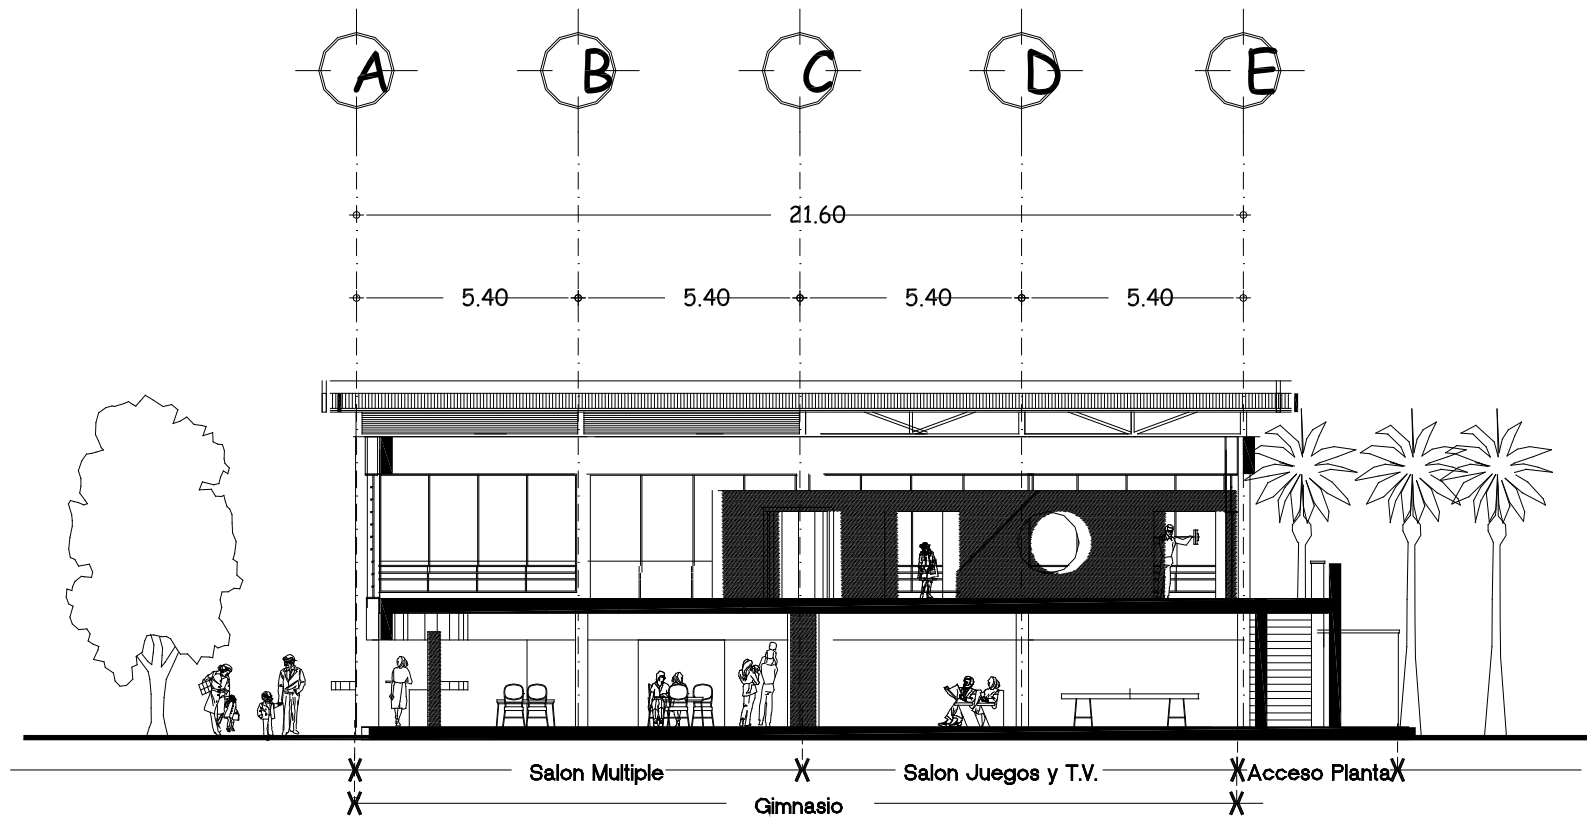 A B C D E
21.60
5.40 5.40 5.40 5.40
Salon Multiple Salon Juegos y T.V. Acceso Planta
Gimnasio